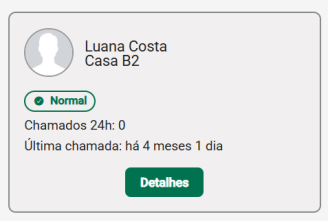 Luana Costa
Casa B2
Normal
Chamados 24h: 0
Última chamada: há 4 meses 1 dia
Detalhes